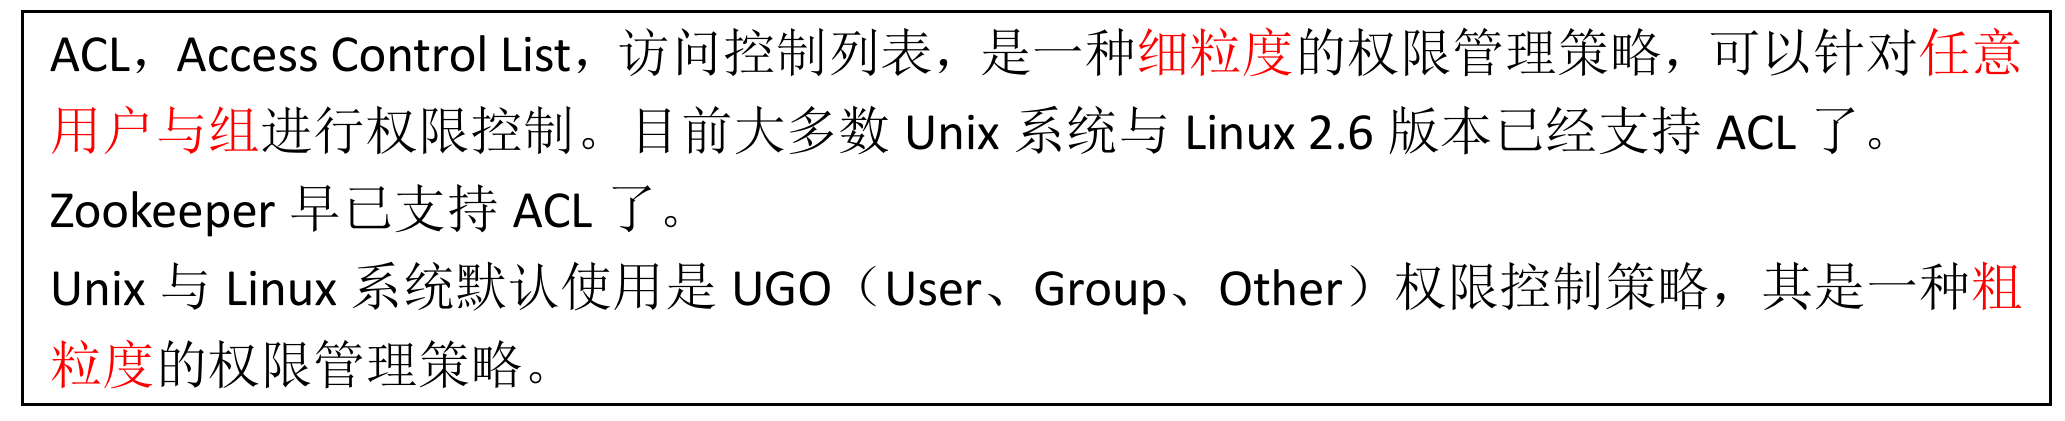 ACL，Access Control List，访问控制列表，是一种细粒度的权限管理策略，可以针对任意
用户与组进行权限控制。目前大多数 Unix 系统与 Linux 2.6 版本已经支持 ACL 了。
Zookeeper 早已支持 ACL 了。
Unix 与 Linux 系统默认使用是 UGO（User、Group、Other）权限控制策略，其是一种粗
粒度的权限管理策略。